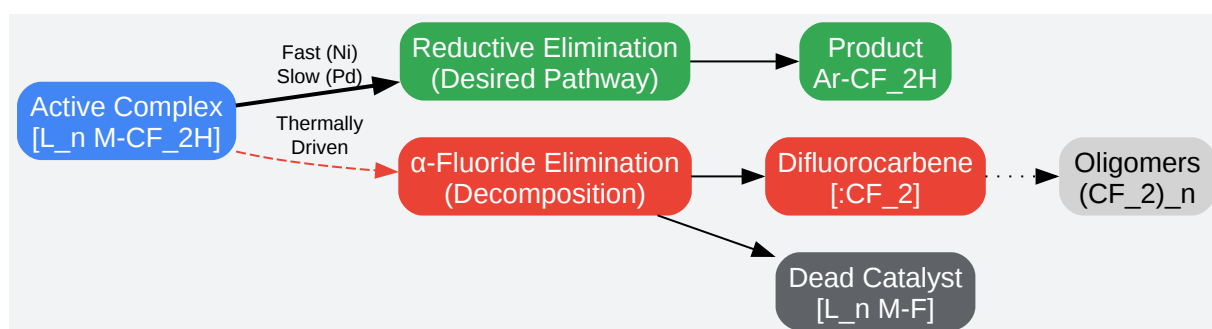 Active Complex
[L_n M-CF_2H]
Fast (Ni)
Slow (Pd)
Reductive Elimination
(Desired Pathway)
Product
Ar-CF_2H
Thermally
Driven
α-Fluoride Elimination
(Decomposition)
Difluorocarbene
[:CF_2]
Oligomers
(CF_2)_n
Dead Catalyst
[L_n M-F]